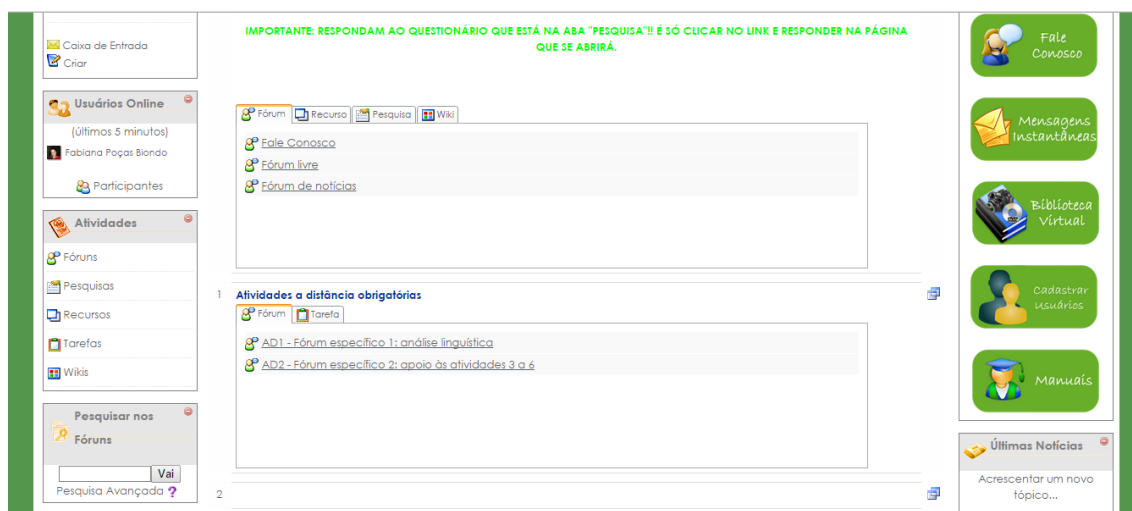 Caixa de Entrada
Criar
Usuários Online
(últimos 5 minutos)
Fabiana Poças Biondo
Participantes
Atividades
Fóruns
Pesquisas
Recursos
Tarefas
Wikis
Pesquisar nos
Fóruns
Vai
Pesquisa Avançada ?
IMPORTANTE: RESPONDAM AO QUESTIONÁRIO QUE ESTÁ NA ABA "PESQUISA"!! É SÓ CLICAR NO LINK E RESPONDER NA PÁGINA
QUE SE ABRIRÁ.
Fórum Recurso Pesquisa Wiki
Fale Conosco
Fórum livre
Fórum de notícias
1 Atividades a distância obrigatórias
Fórum Tarefa
AD1 - Fórum específico 1: análise linguística
AD2 - Fórum específico 2: apoio às atividades 3 a 6
2
Fale
Conosco
Mensagens
Instantâneas
Biblioteca
Virtual
Cadastrar
Usuários
Manuais
Últimas Notícias
Acrescentar um novo
tópico...